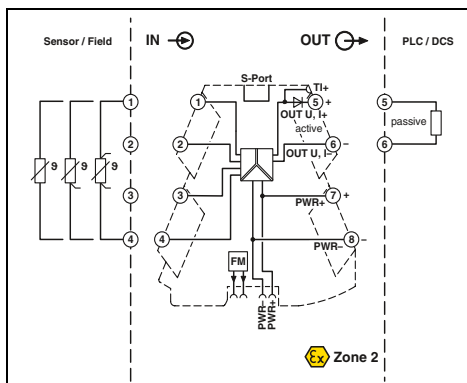 Sensor / Field IN OUT PLC / DCS
S-Port
TI+
1 1 5 + 5
OUT U, I+
active passive
2 2 6 – 6
OUT U, I–
ϑ ϑ ϑ
3 3 7 +
PWR+
4 4 8 –
PWR–
FM
PWR– PWR+
Ex Zone 2